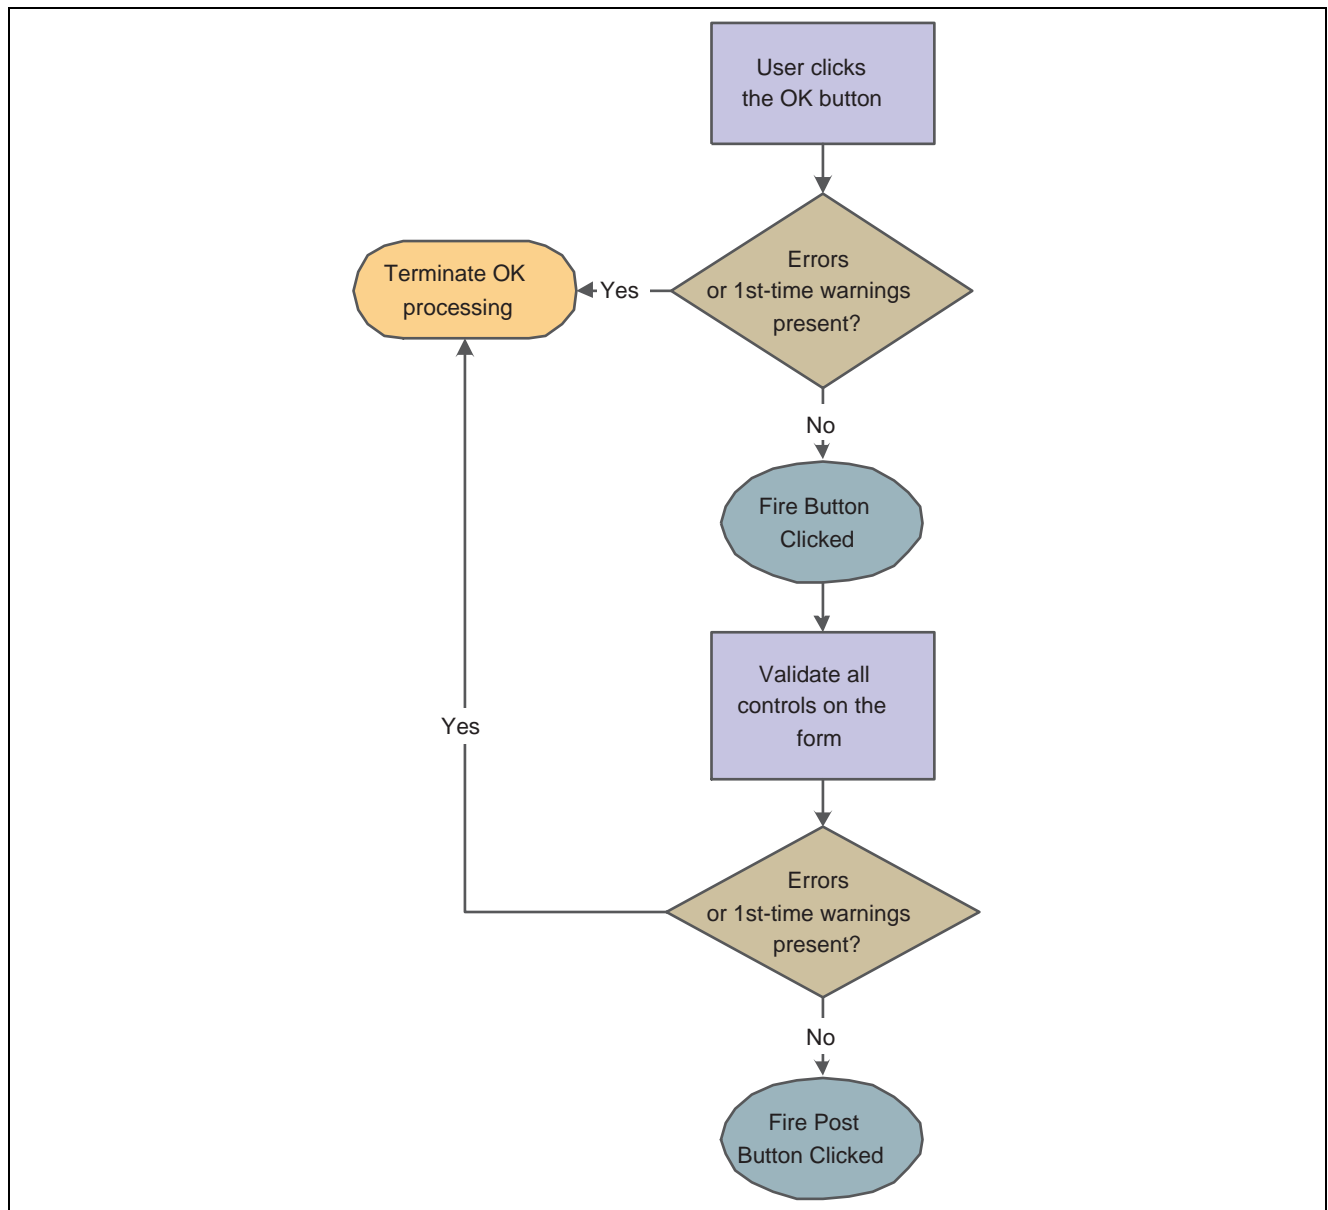 User clicks
the OK button
Errors
or 1st-time warnings
present?
Yes
Terminate OK
processing
No
Fire Button
Clicked
Validate all
controls on the
form
Yes
Errors
or 1st-time warnings
present?
No
Fire Post
Button Clicked